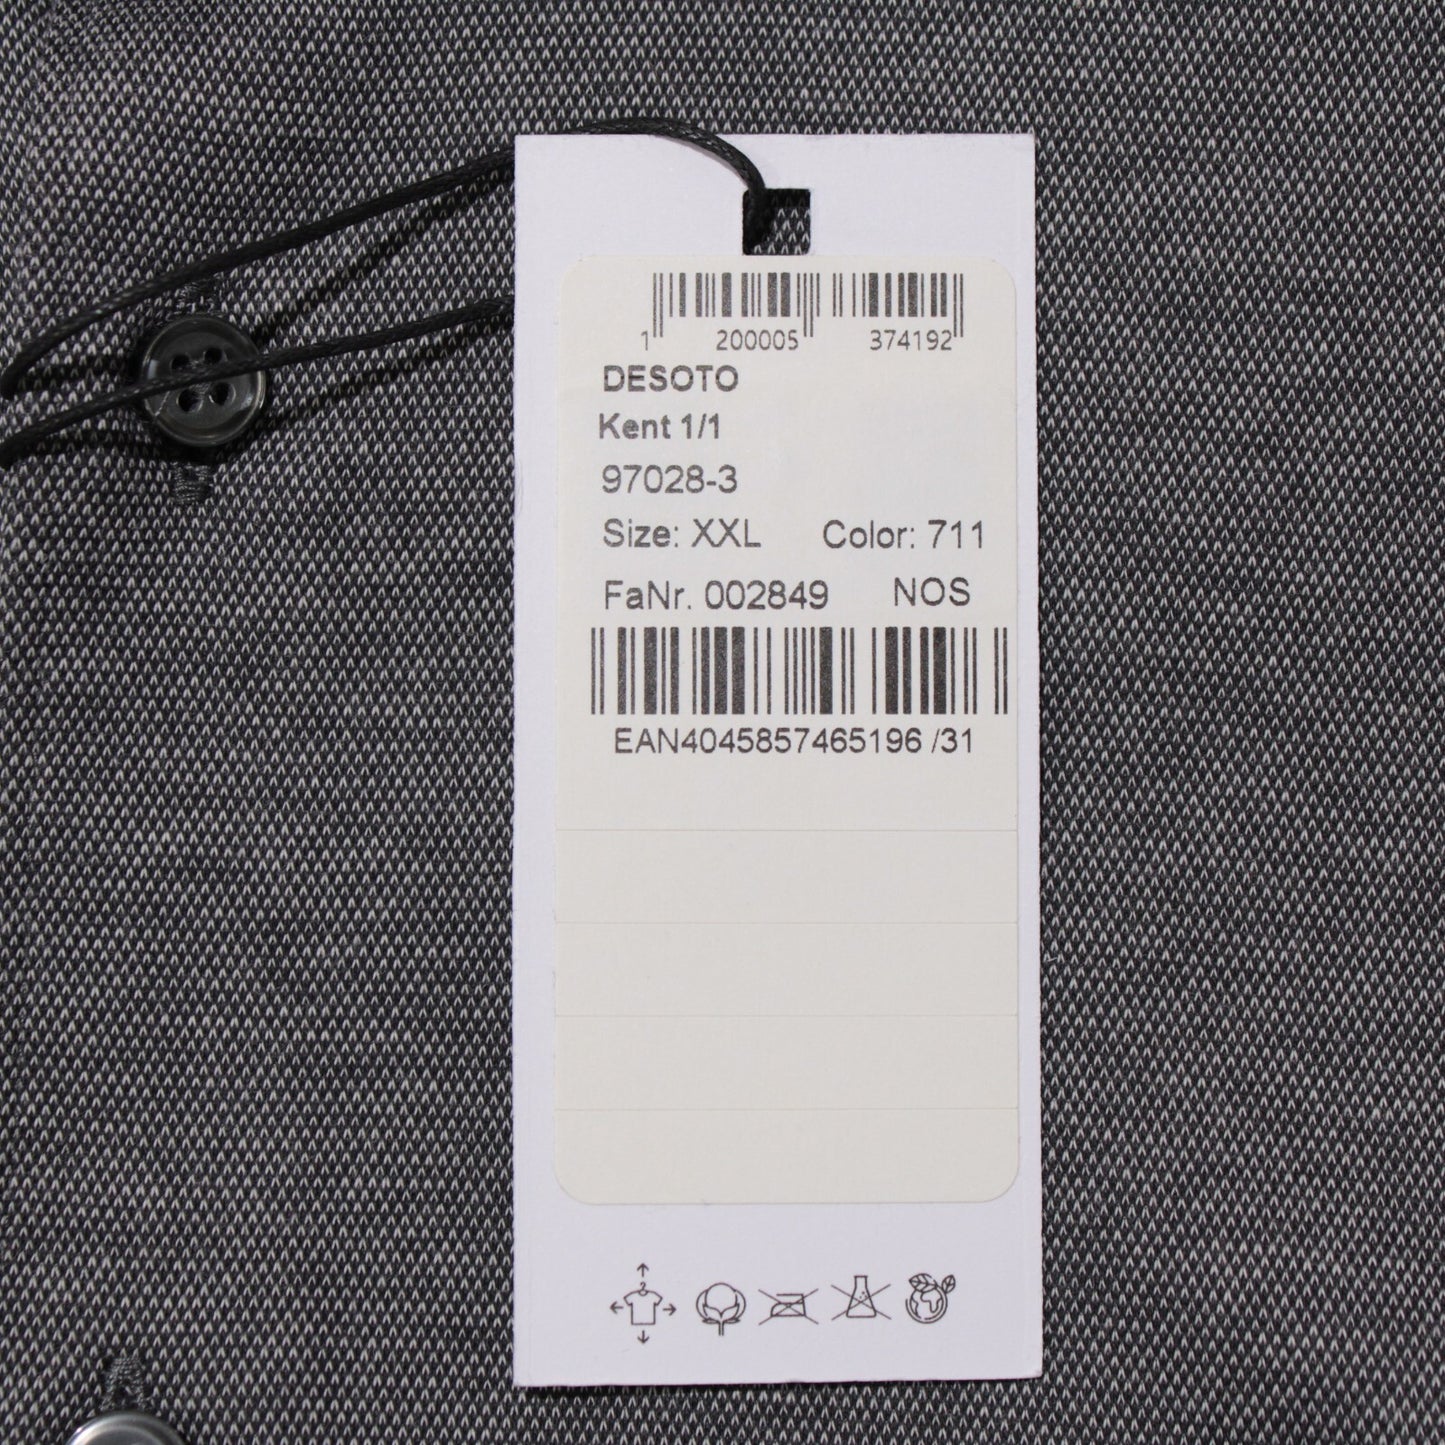 1 200005 374192
DESOTO
Kent 1/1
97028-3
Size: XXL Color: 711
FaNr. 002849 NOS
EAN4045857465196 /31